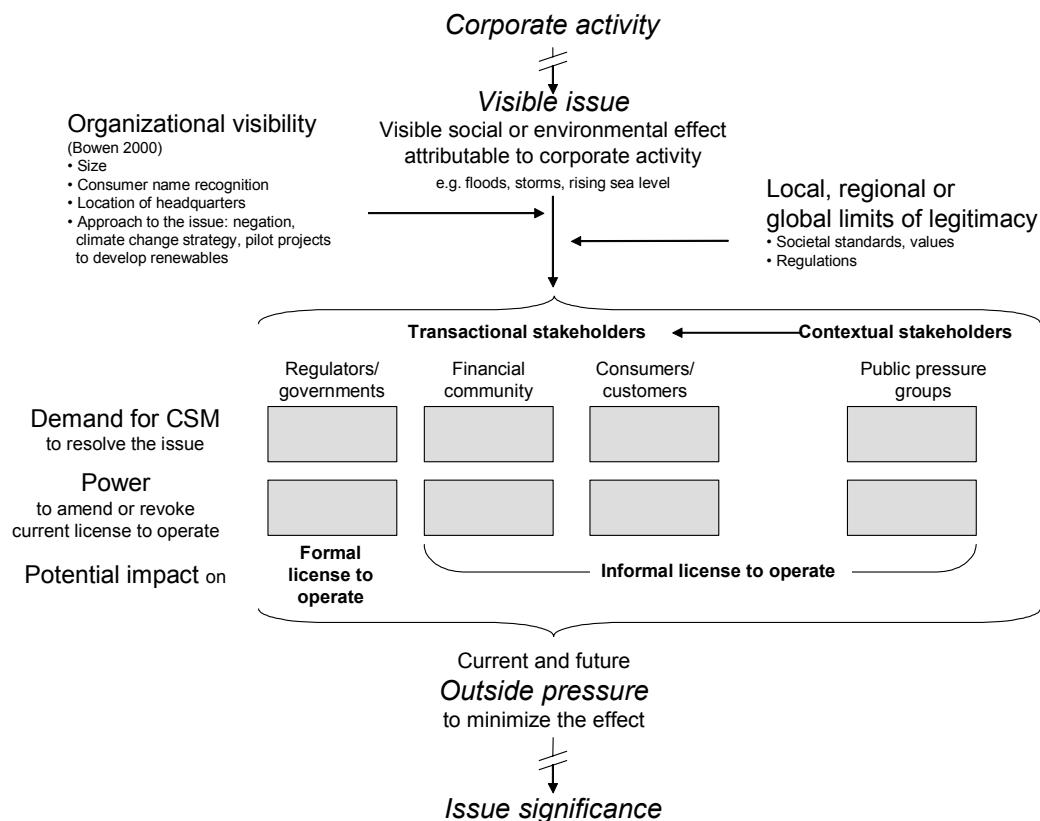 Corporate activity
Visible issue
Visible social or environmental effect
attributable to corporate activity
e.g. floods, storms, rising sea level
Organizational visibility
(Bowen 2000)
• Size
• Consumer name recognition
• Location of headquarters
• Approach to the issue: negation,
climate change strategy, pilot projects
to develop renewables
Local, regional or
global limits of legitimacy
• Societal standards, values
• Regulations
Transactional stakeholders
Contextual stakeholders
Regulators/
governments
Financial
community
Consumers/
customers
Public pressure
groups
Demand for CSM
to resolve the issue
Power
to amend or revoke
current license to operate
Potential impact on
Formal
license to
operate
Informal license to operate
Current and future
Outside pressure
to minimize the effect
Issue significance